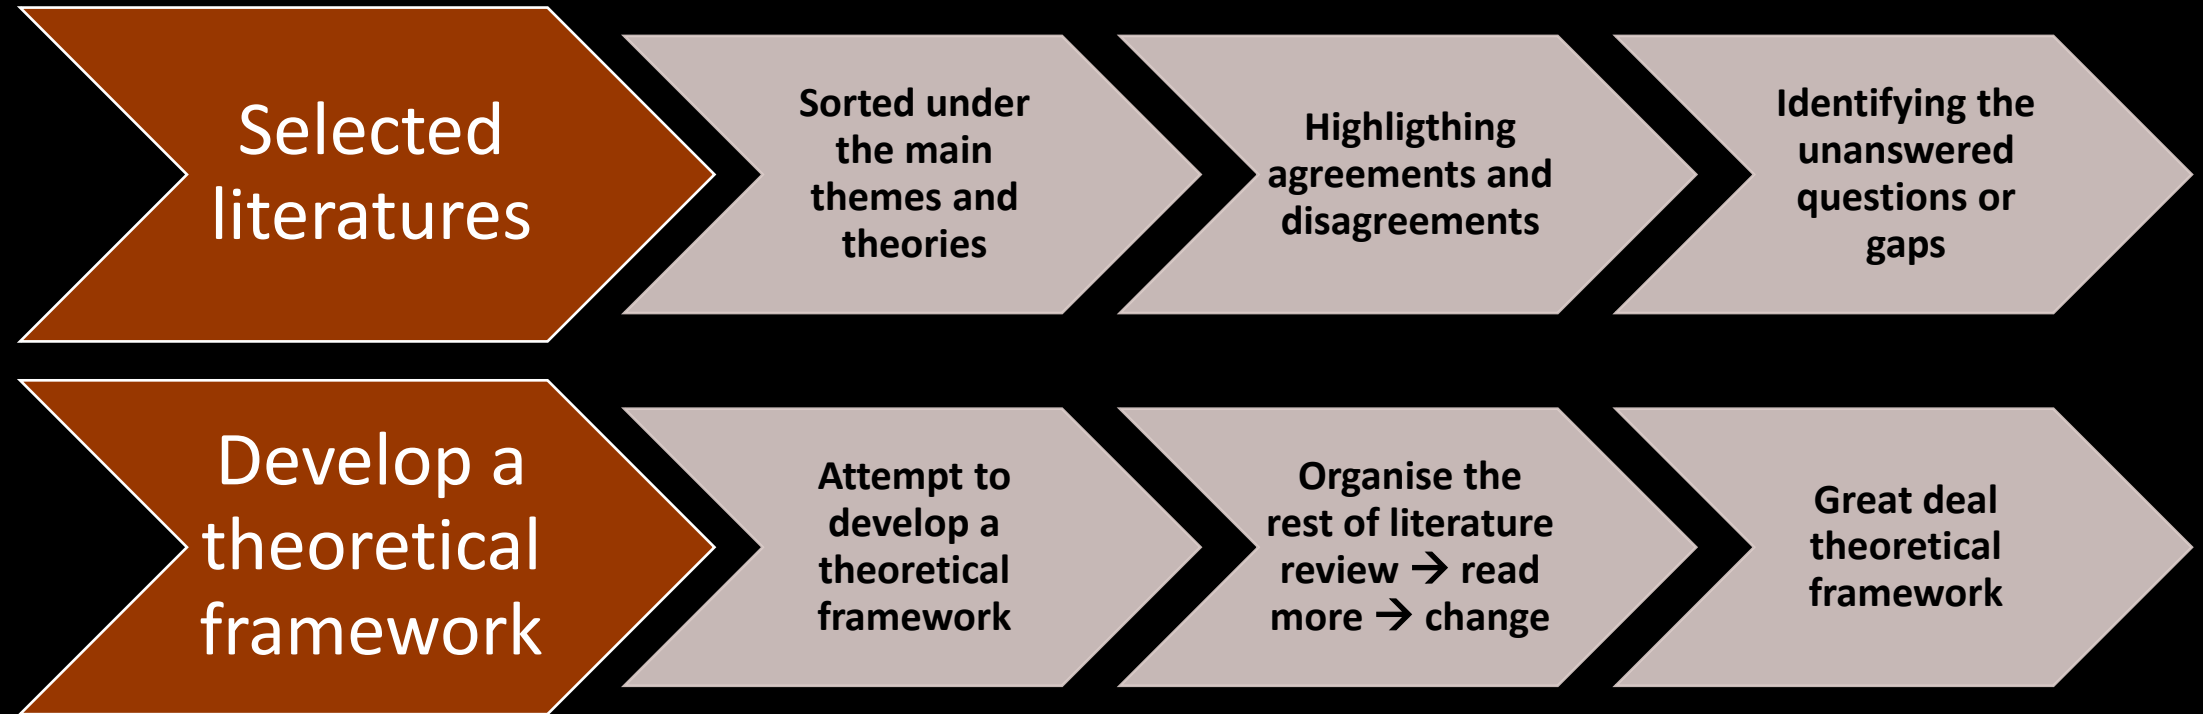 Selected
literatures
Sorted under
the main
themes and
theories
Highligthing
agreements and
disagreements
Identifying the
unanswered
questions or
gaps
Develop a
theoretical
framework
Attempt to
develop a
theoretical
framework
Organise the
rest of literature
review → read
more → change
Great deal
theoretical
framework